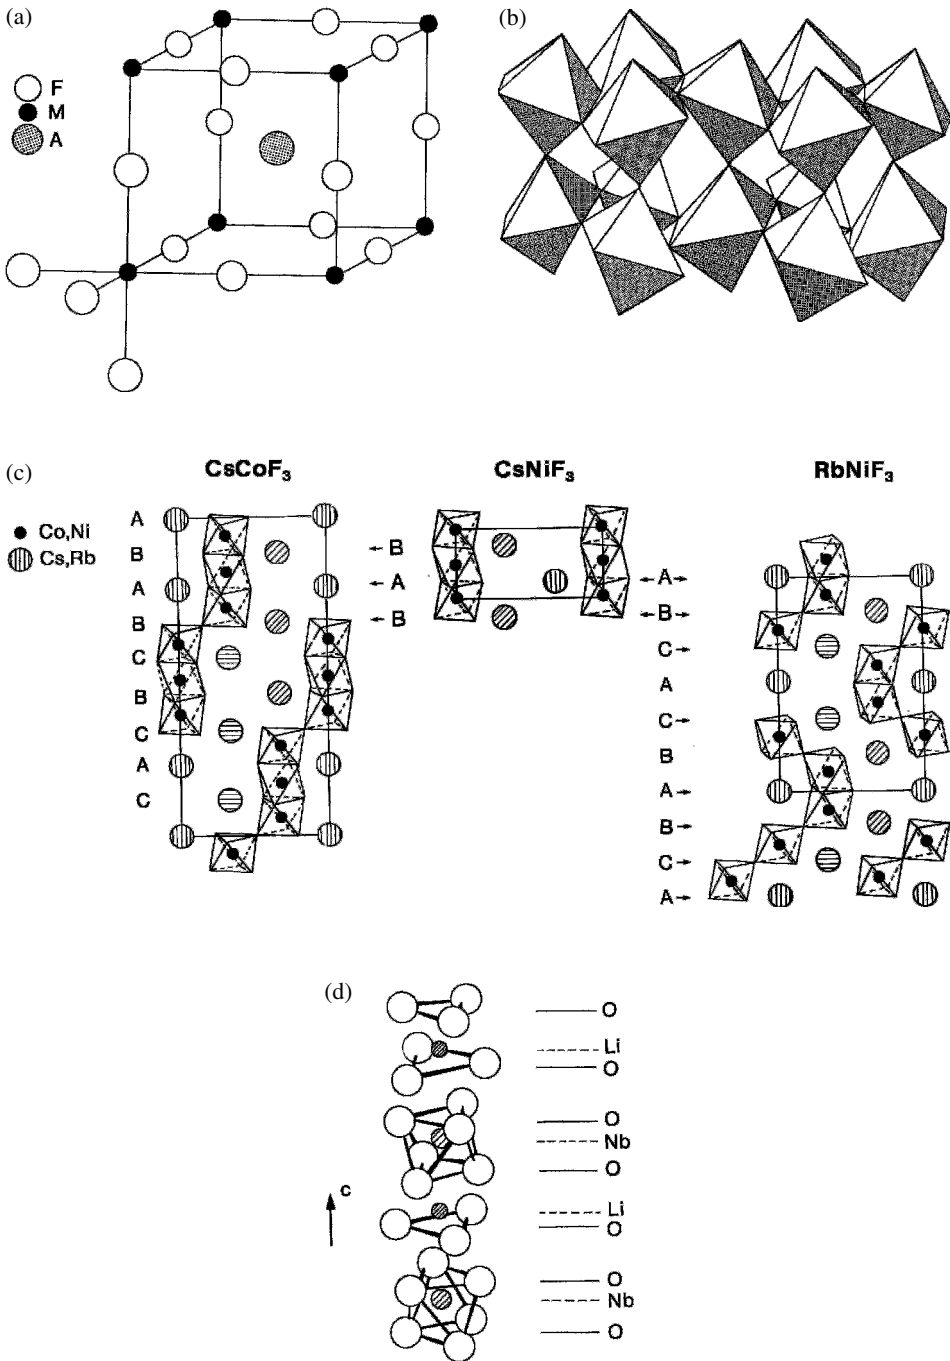 (a)
F
M
A
(b)
(c)
CsCoF₃
CsNiF₃
RbNiF₃
Co,Ni
Cs,Rb
A
B
A
B
C
B
C
A
C
←B
←A
←B
←A→
←B→
C→
A
C→
B
A→
B→
C→
A→
(d)
c
O
Li
O
O
Nb
O
Li
O
O
Nb
O